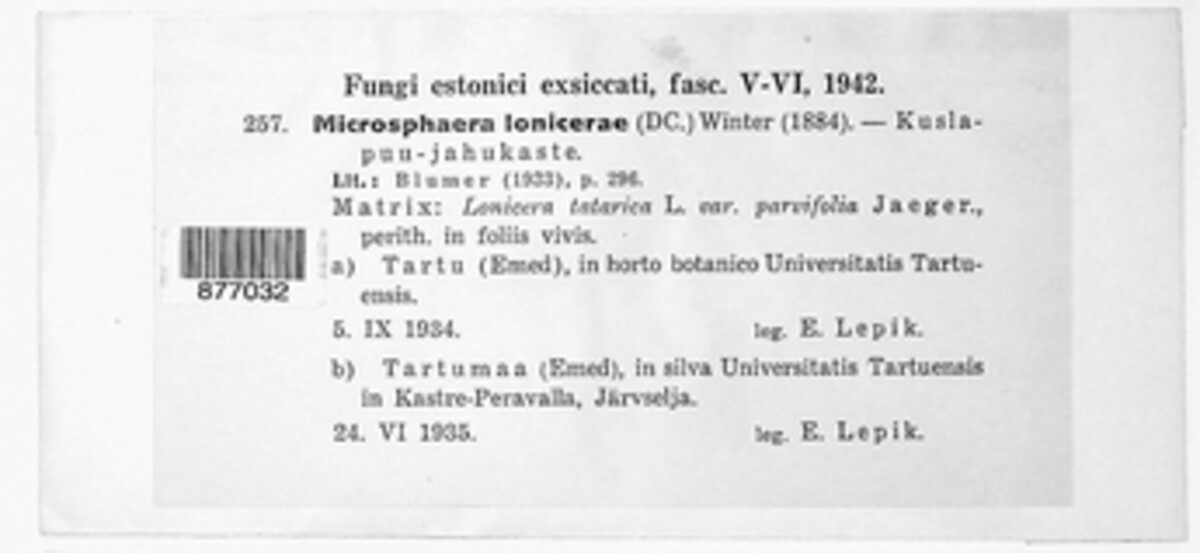 Fungi estonici exsiccati, fasc. V-VI, 1942.
257. Microsphaera lonicerae (DC.) Winter (1884). — Kusla-
puu-jahukaste.
Litt.: Blumer (1933), p. 296.
Matrix: Lonicera tatarica L. var. parvifolia Jaeger.,
perith. in foliis vivis.
a) Tartu (Emed), in horto botanico Universitatis Tartu-
ensis.
5. IX 1934. leg. E. Lepik.
b) Tartumaa (Emed), in silva Universitatis Tartuensis
in Kastre-Peravalla, Järvselja.
24. VI 1935. leg. E. Lepik.
877032